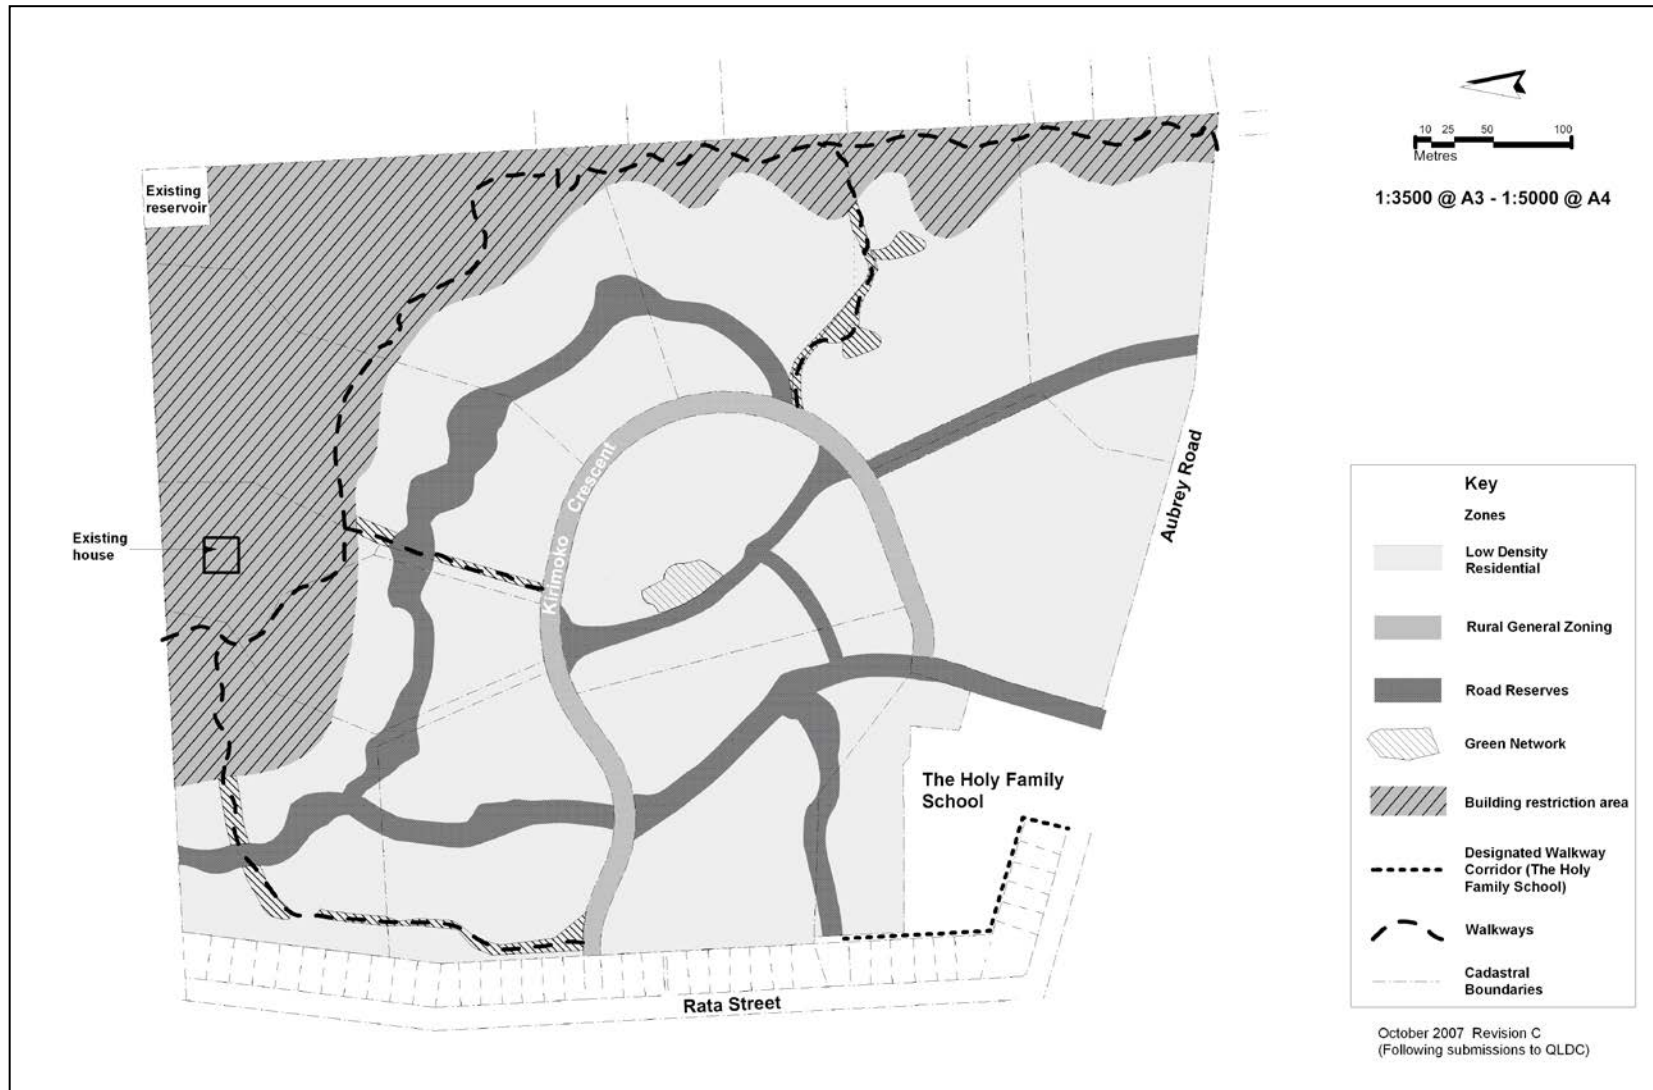 Existing
reservoir
Existing
house
Kirimoko Crescent
Aubrey Road
The Holy Family
School
Rata Street
10 25 50 100
Metres
1:3500 @ A3 - 1:5000 @ A4
Key
Zones
Low Density
Residential
Rural General Zoning
Road Reserves
Green Network
Building restriction area
Designated Walkway
Corridor (The Holy
Family School)
Walkways
Cadastral
Boundaries
October 2007 Revision C
(Following submissions to QLDC)